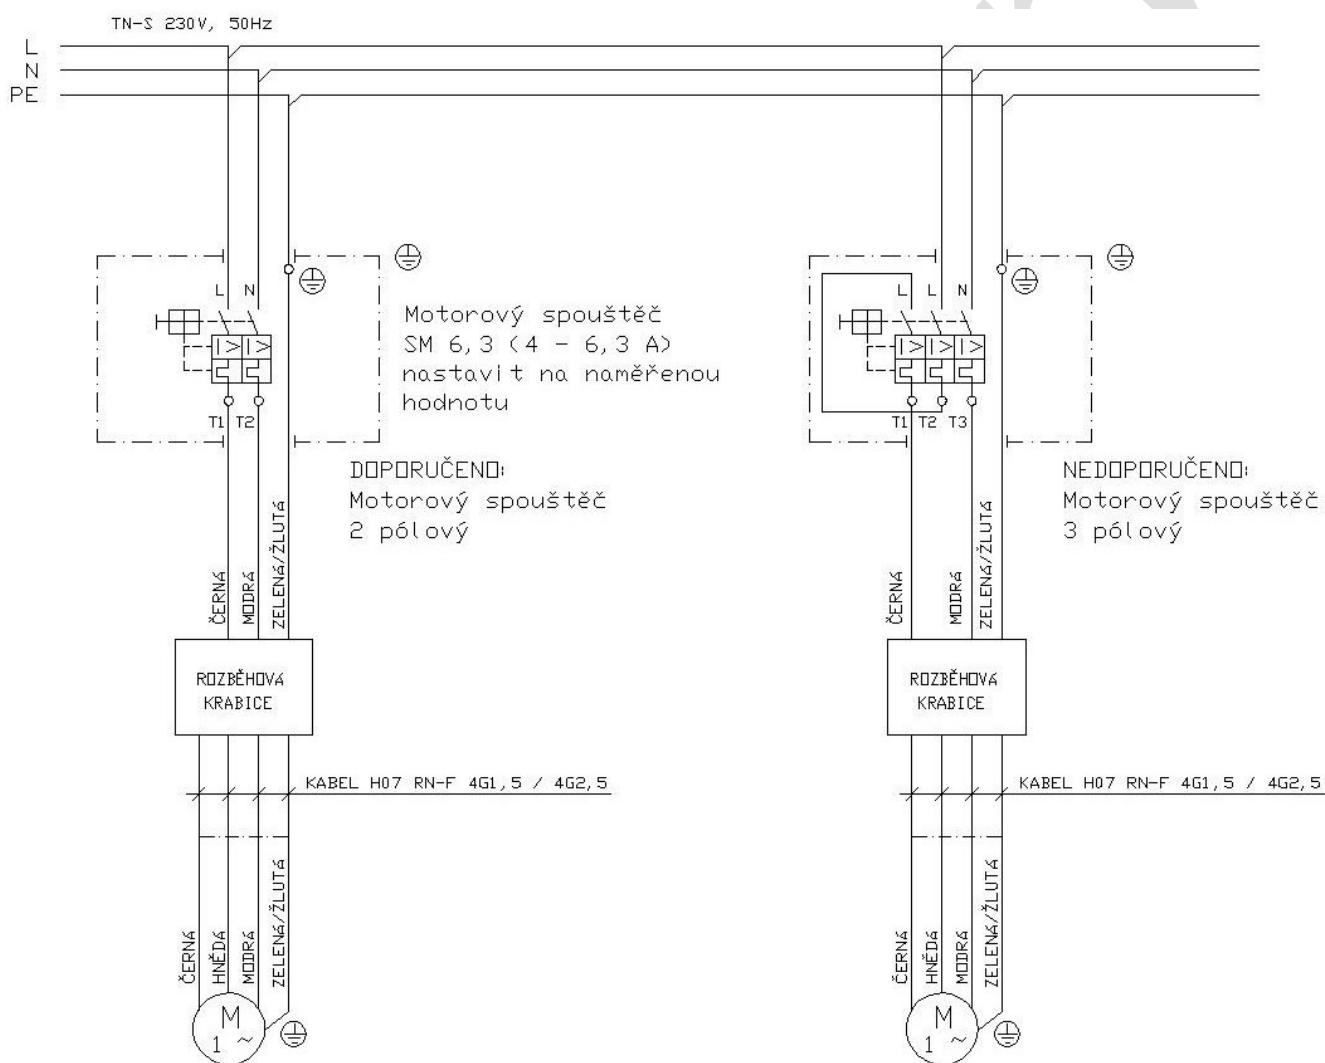 TN-S 230V, 50Hz
L
N
PE
L N
Motorový spouštěč
SM 6,3 (4 - 6,3 A)
nastavit na naměřenou
hodnotu
T1 T2
DOPORUČENO:
Motorový spouštěč
2 pólový
ČERNÁ
MODRÁ
ZELENÁ/ŽLUTÁ
ROZBĚHOVÁ
KRABICE
KABEL H07 RN-F 4G1,5 / 4G2,5
ČERNÁ
HNĚDÁ
MODRÁ
ZELENÁ/ŽLUTÁ
M
1 ~
L L N
T1 T2 T3
NEDOPORUČENO:
Motorový spouštěč
3 pólový
ČERNÁ
MODRÁ
ZELENÁ/ŽLUTÁ
ROZBĚHOVÁ
KRABICE
KABEL H07 RN-F 4G1,5 / 4G2,5
ČERNÁ
HNĚDÁ
MODRÁ
ZELENÁ/ŽLUTÁ
M
1 ~